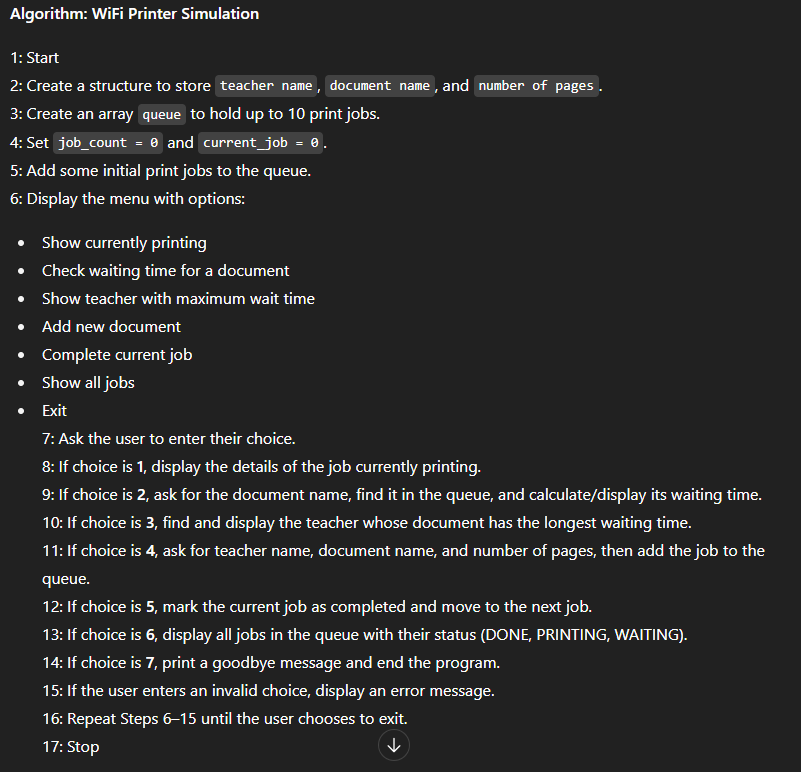 Algorithm: WiFi Printer Simulation
1: Start
2: Create a structure to store teacher name, document name, and number of pages.
3: Create an array queue to hold up to 10 print jobs.
4: Set job_count = 0 and current_job = 0.
5: Add some initial print jobs to the queue.
6: Display the menu with options:
• Show currently printing
• Check waiting time for a document
• Show teacher with maximum wait time
• Add new document
• Complete current job
• Show all jobs
• Exit
7: Ask the user to enter their choice.
8: If choice is 1, display the details of the job currently printing.
9: If choice is 2, ask for the document name, find it in the queue, and calculate/display its waiting time.
10: If choice is 3, find and display the teacher whose document has the longest waiting time.
11: If choice is 4, ask for teacher name, document name, and number of pages, then add the job to the
queue.
12: If choice is 5, mark the current job as completed and move to the next job.
13: If choice is 6, display all jobs in the queue with their status (DONE, PRINTING, WAITING).
14: If choice is 7, print a goodbye message and end the program.
15: If the user enters an invalid choice, display an error message.
16: Repeat Steps 6–15 until the user chooses to exit.
17: Stop